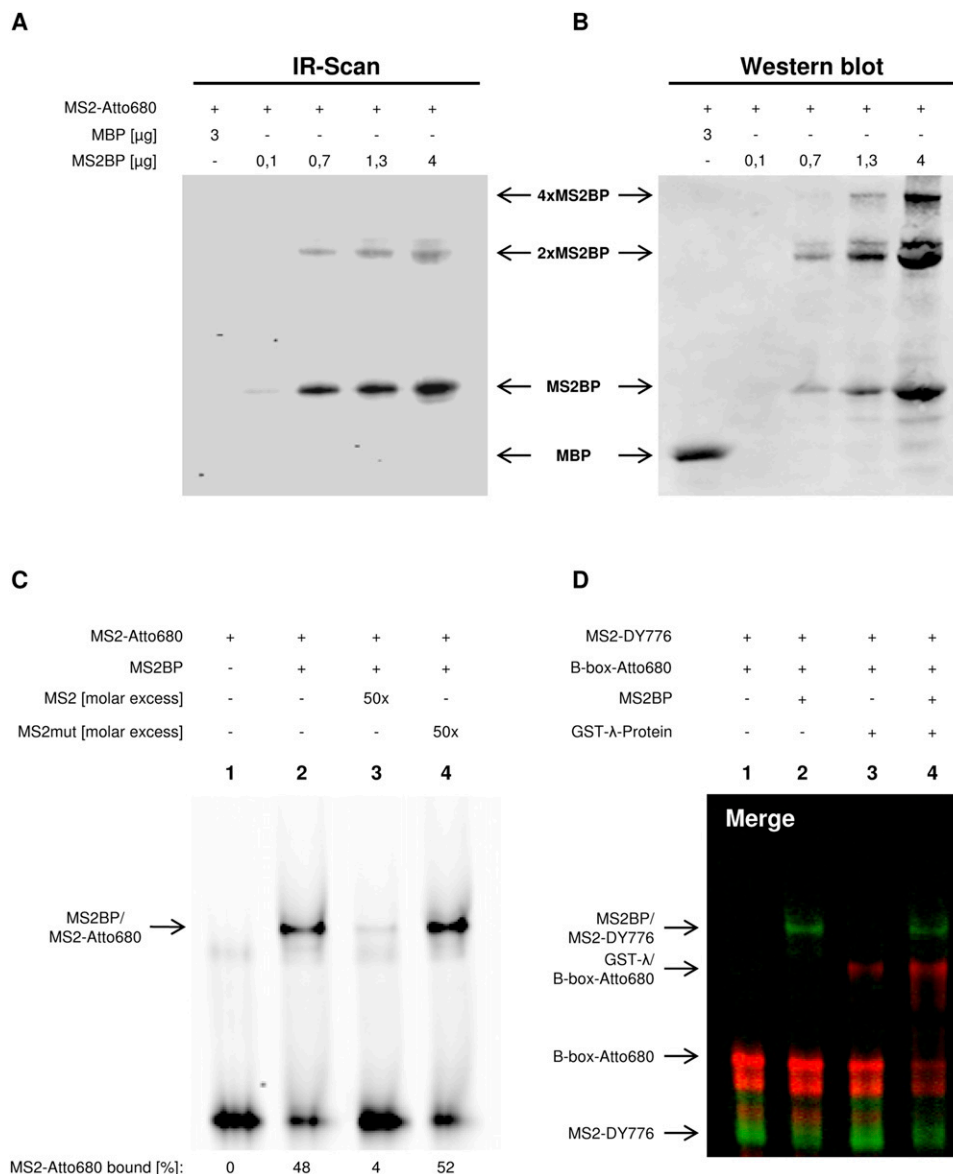 A
IR-Scan
MS2-Atto680 + + + + +
MBP [µg] 3 - - - -
MS2BP [µg] - 0,1 0,7 1,3 4
B
Western blot
+ + + + +
3 - - - -
- 0,1 0,7 1,3 4
4xMS2BP
2xMS2BP
MS2BP
MBP
C
MS2-Atto680 + + + +
MS2BP - + + +
MS2 [molar excess] - - 50x -
MS2mut [molar excess] - - - 50x
1 2 3 4
MS2BP/
MS2-Atto680
MS2-Atto680 bound [%]: 0 48 4 52
D
MS2-DY776 + + + +
B-box-Atto680 + + + +
MS2BP - + - +
GST-λ-Protein - - + +
1 2 3 4
Merge
MS2BP/
MS2-DY776
GST-λ/
B-box-Atto680
B-box-Atto680
MS2-DY776